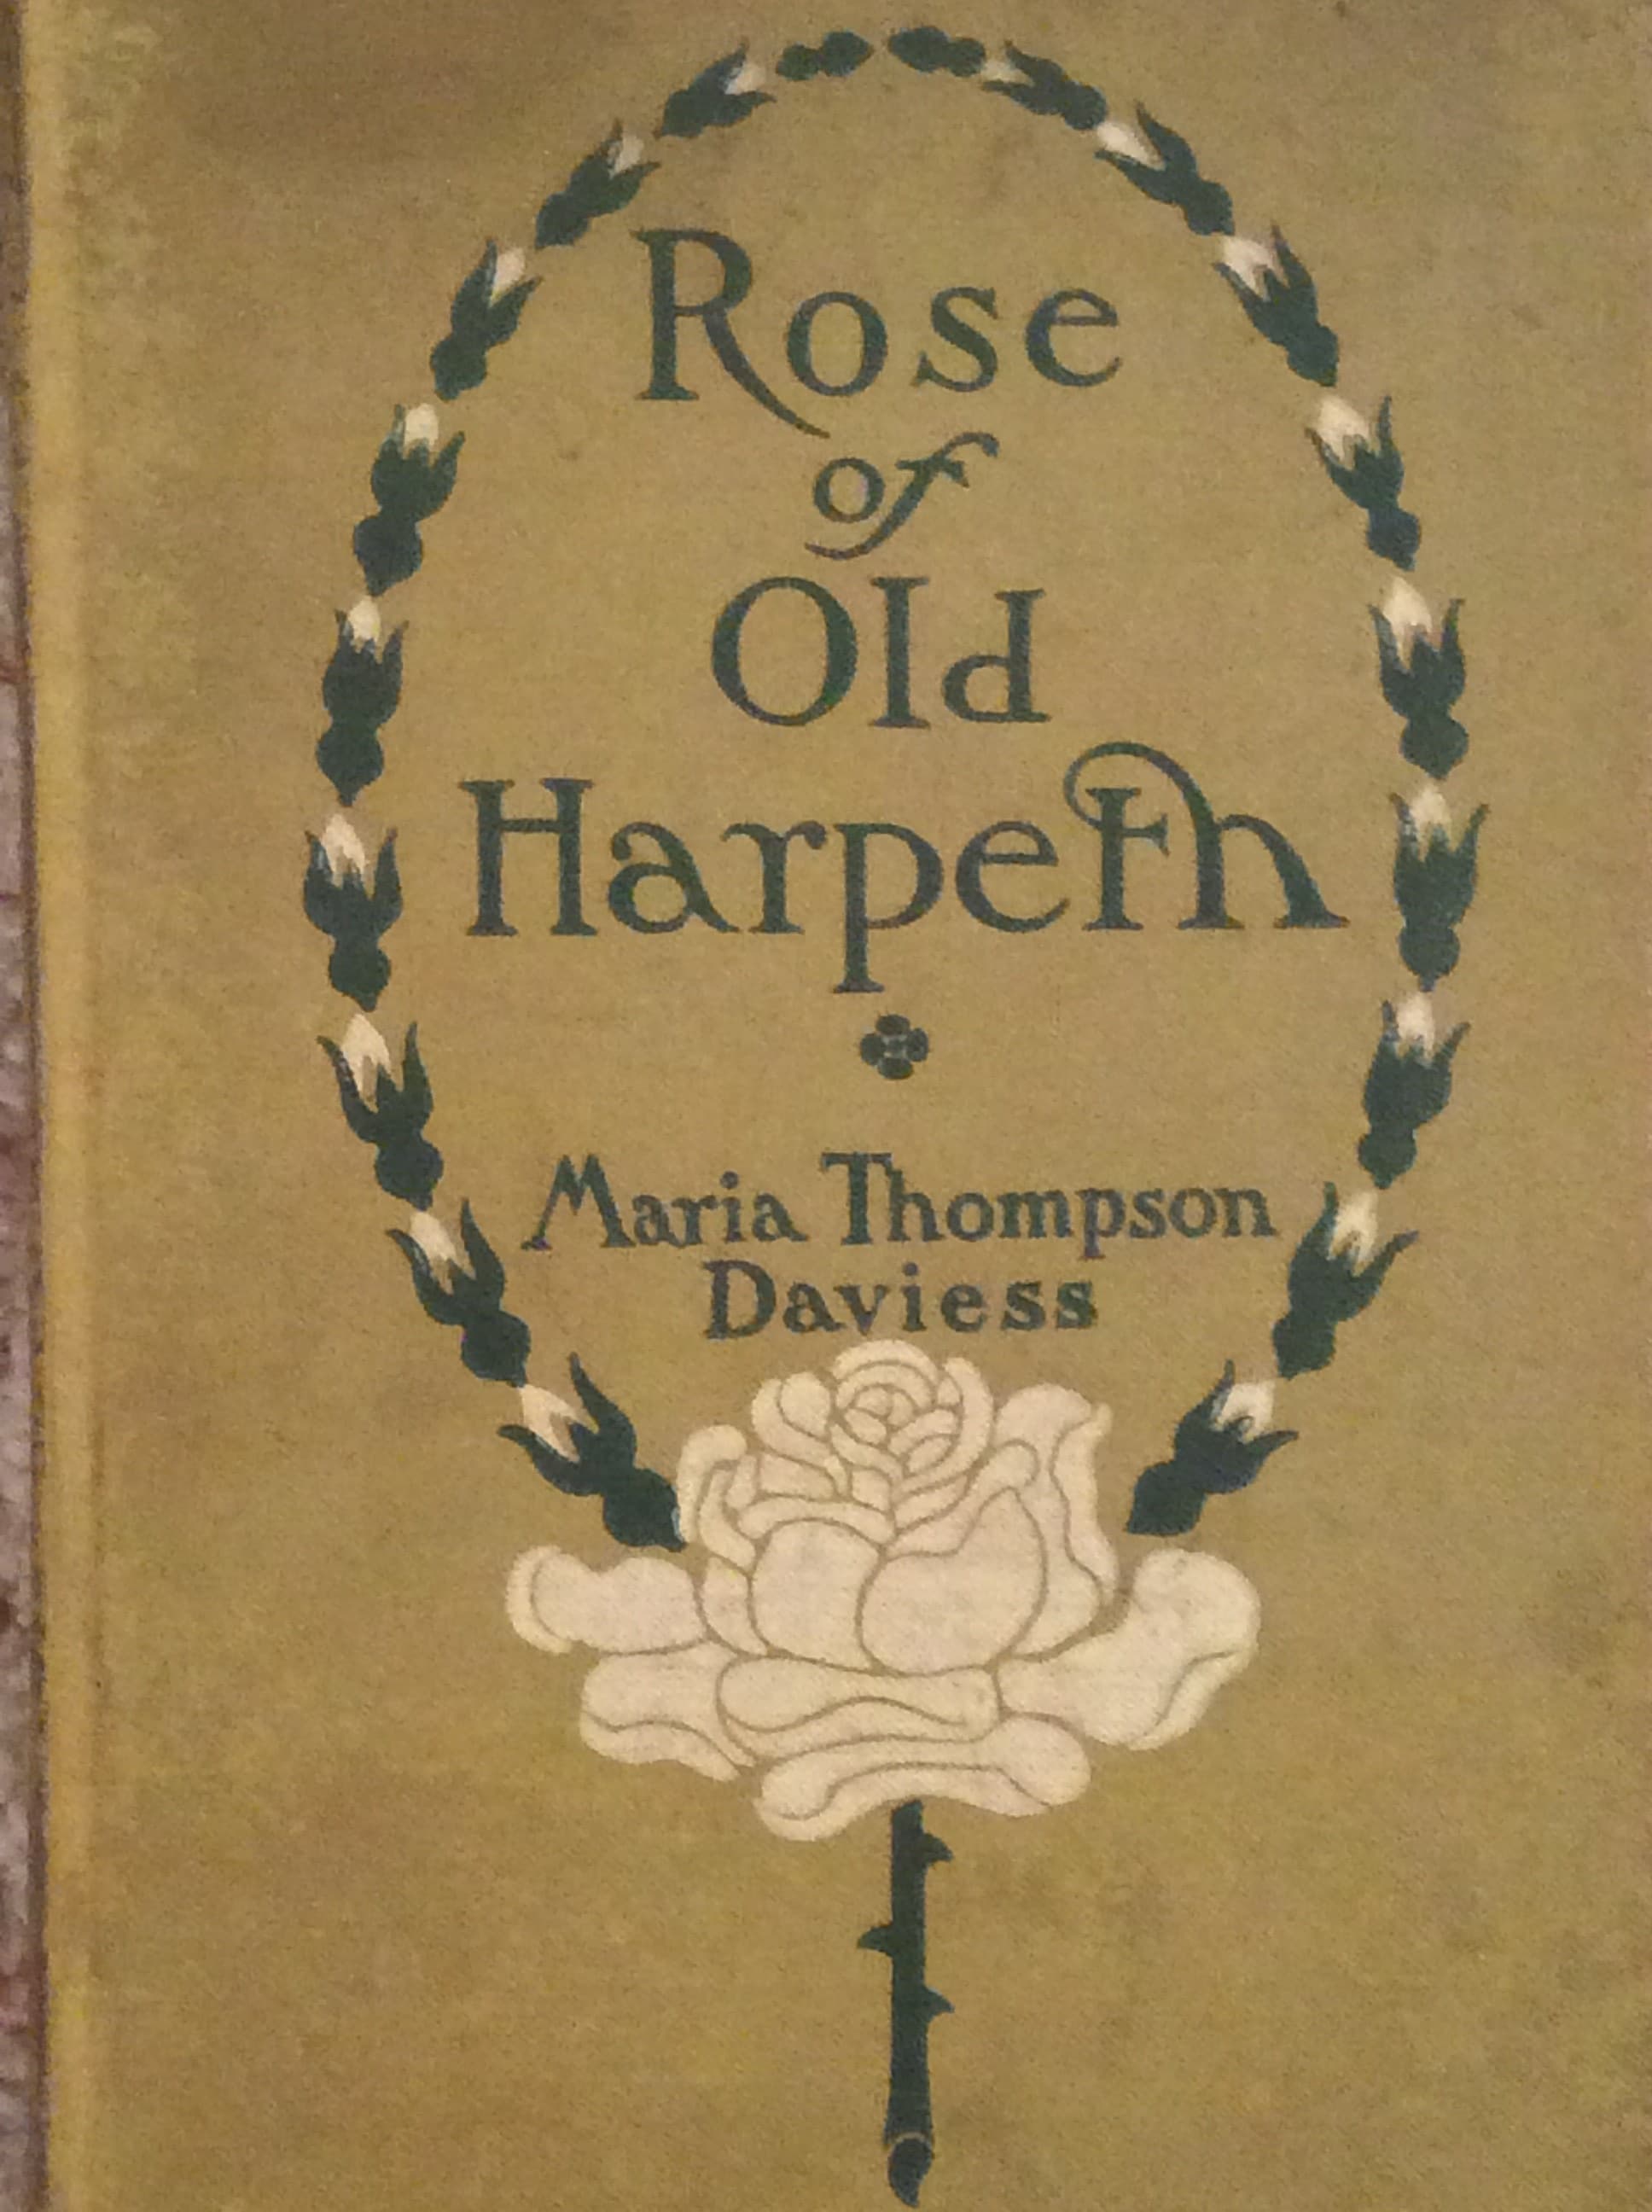 Rose
of
Old
Harpeth
Maria Thompson
Daviess